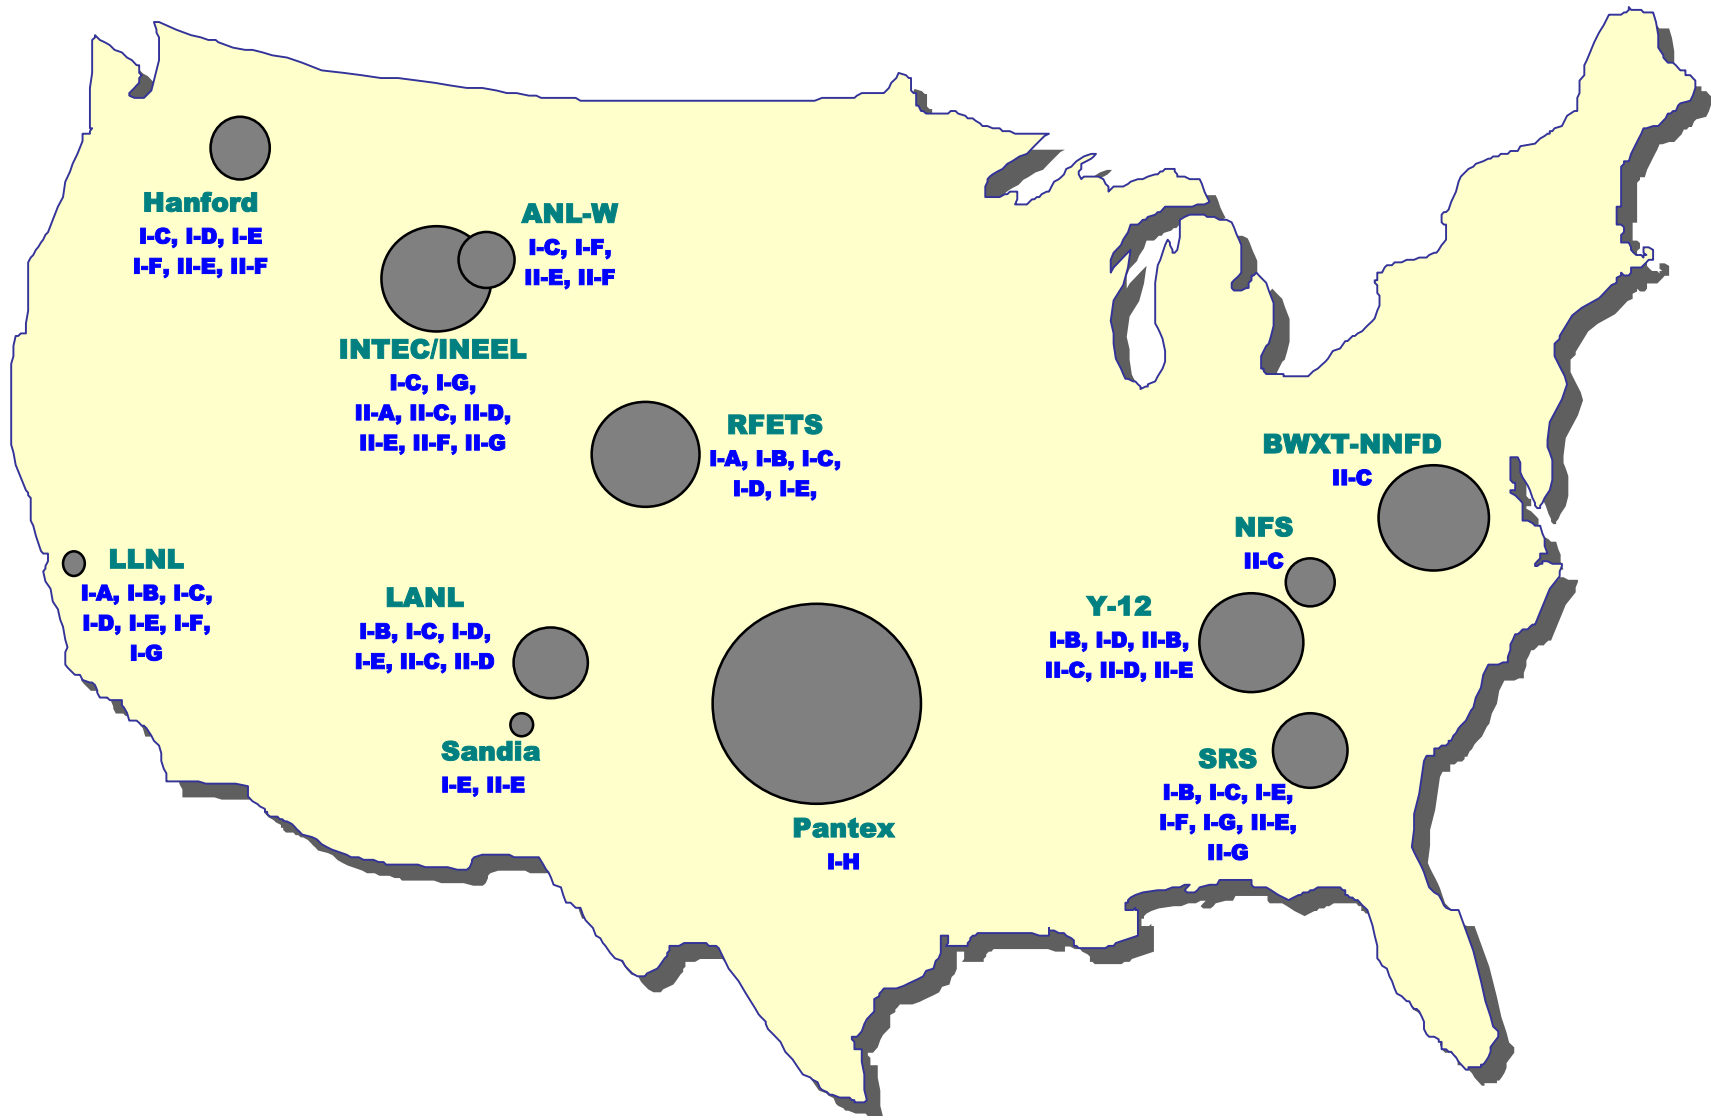 Hanford
I-C, I-D, I-E
I-F, II-E, II-F
ANL-W
I-C, I-F,
II-E, II-F
INTEC/INEEL
I-C, I-G,
II-A, II-C, II-D,
II-E, II-F, II-G
RFETS
I-A, I-B, I-C,
I-D, I-E,
BWXT-NNFD
II-C
NFS
II-C
LLNL
I-A, I-B, I-C,
I-D, I-E, I-F,
I-G
LANL
I-B, I-C, I-D,
I-E, II-C, II-D
Y-12
I-B, I-D, II-B,
II-C, II-D, II-E
Sandia
I-E, II-E
SRS
I-B, I-C, I-E,
I-F, I-G, II-E,
II-G
Pantex
I-H